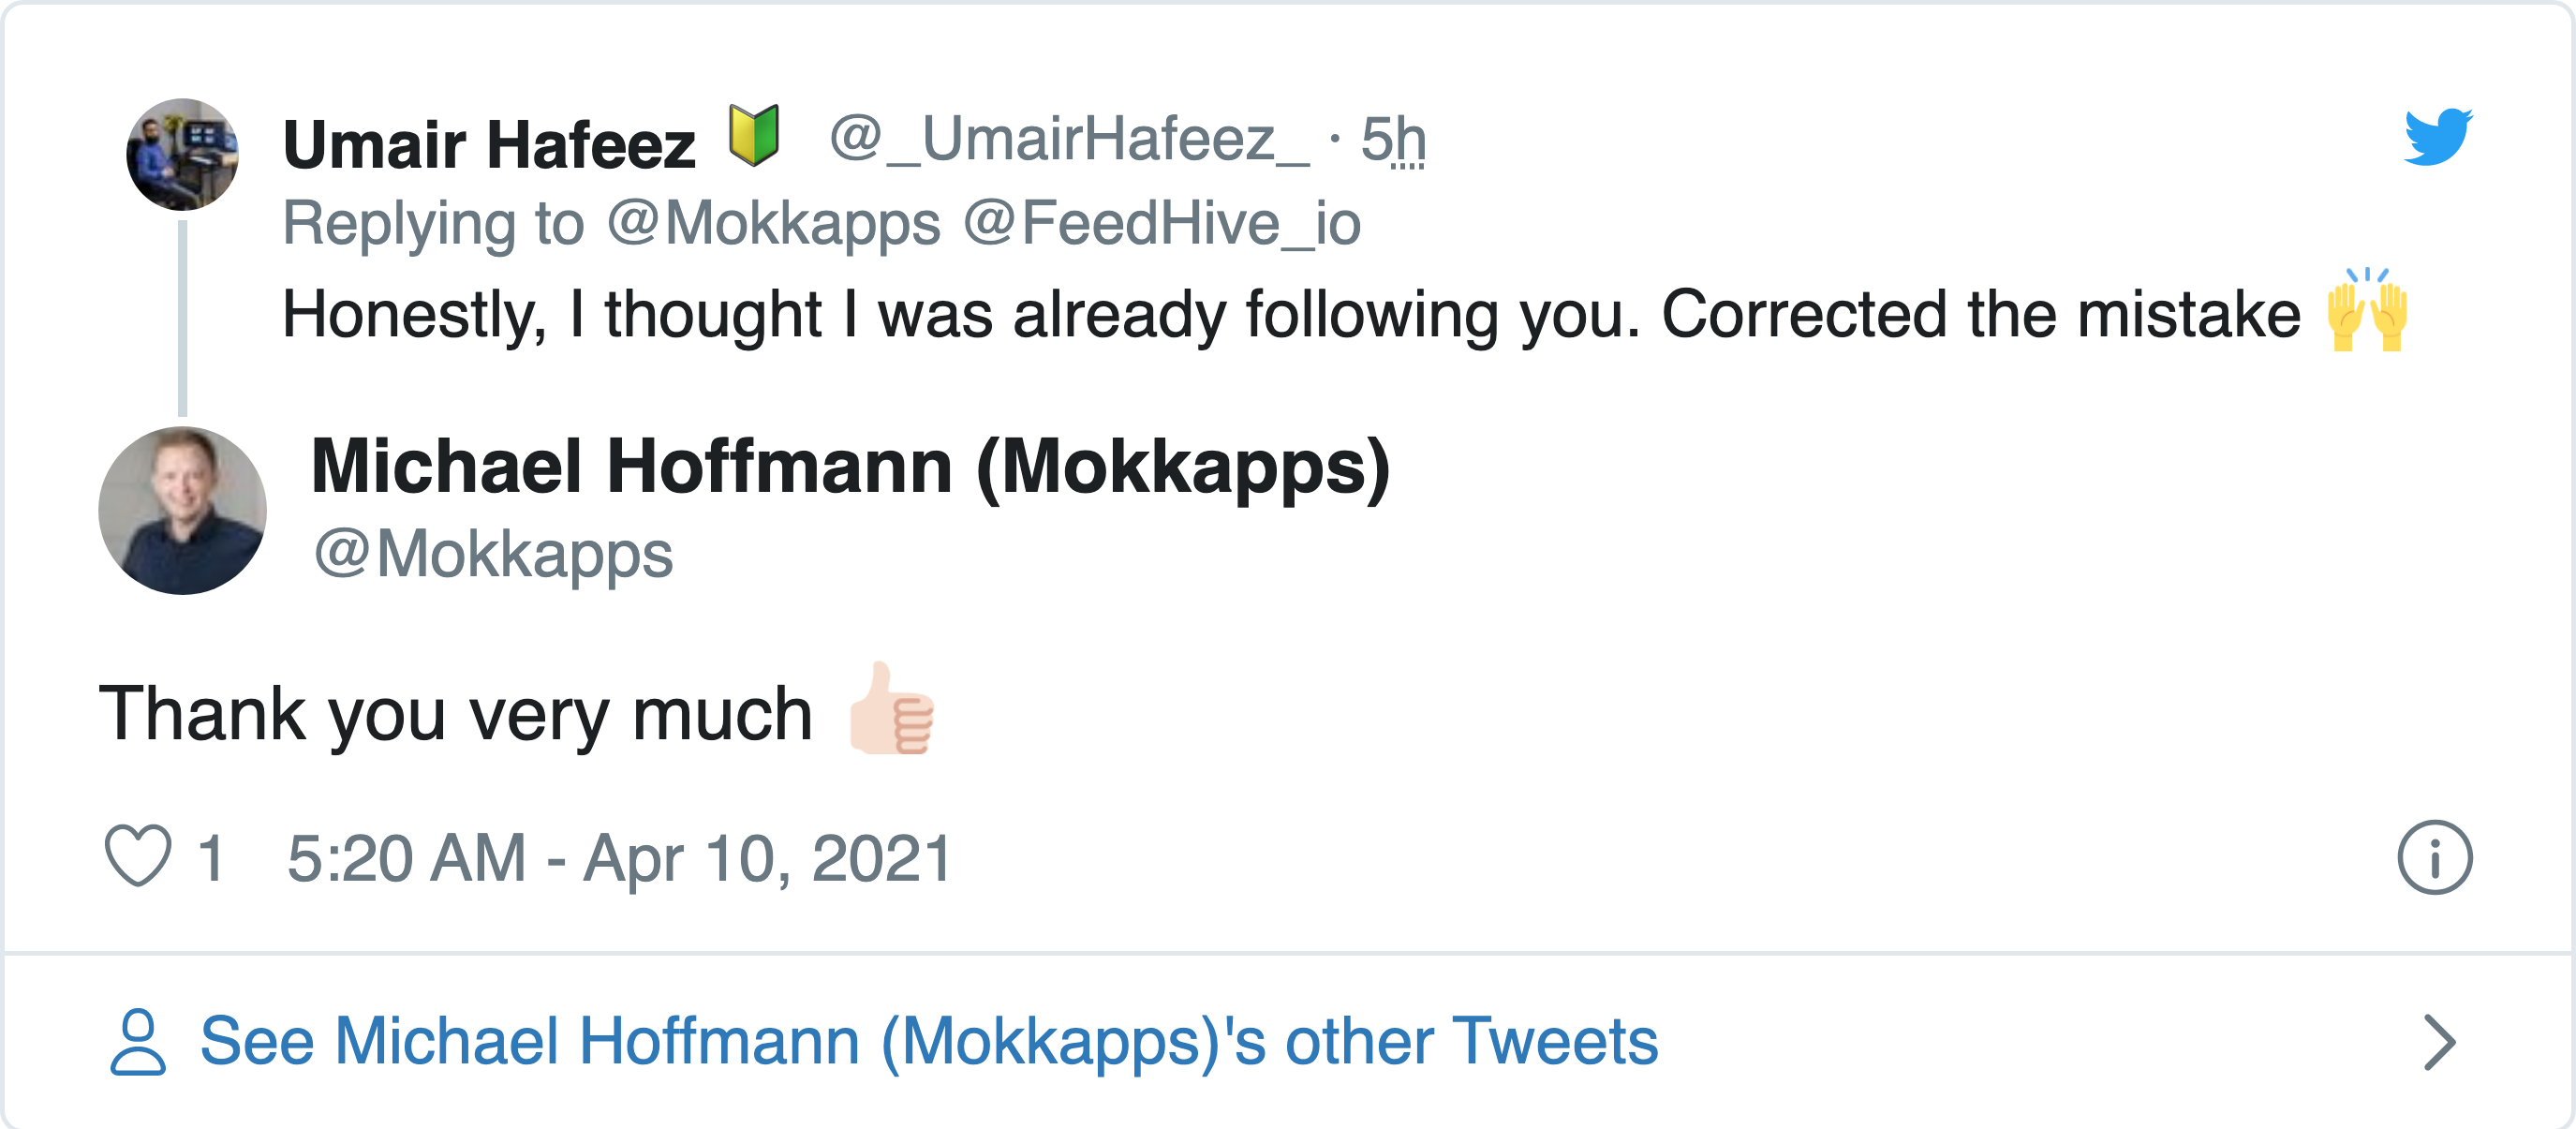 Umair Hafeez 🔰 @_UmairHafeez_ · 5h
Replying to @Mokkapps @FeedHive_io
Honestly, I thought I was already following you. Corrected the mistake 🙌
Michael Hoffmann (Mokkapps)
@Mokkapps
Thank you very much 👍🏻
1 5:20 AM - Apr 10, 2021
See Michael Hoffmann (Mokkapps)'s other Tweets